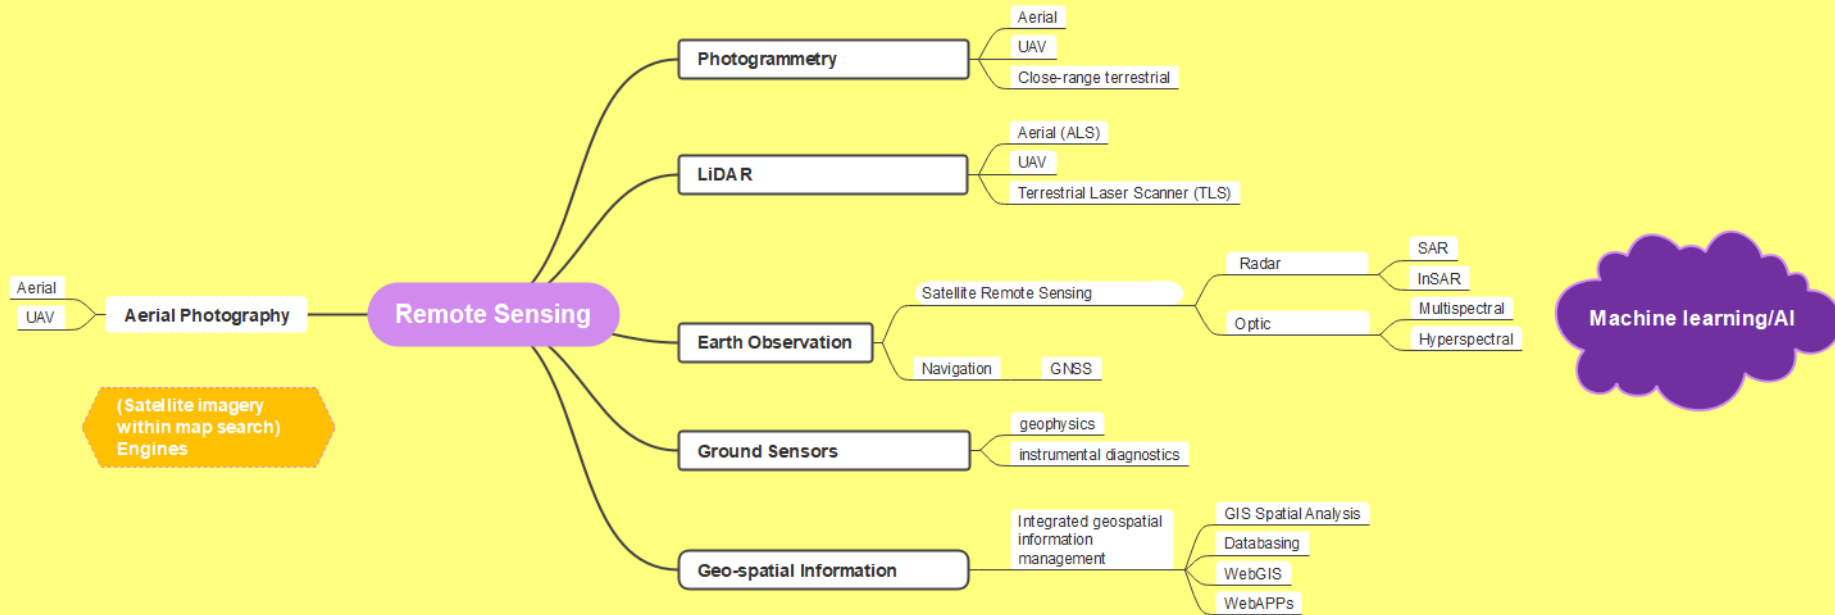 Aerial
UAV
Aerial Photography
(Satellite imagery
within map search)
Engines
Remote Sensing
Photogrammetry
Aerial
UAV
Close-range terrestrial
LiDAR
Aerial (ALS)
UAV
Terrestrial Laser Scanner (TLS)
Earth Observation
Satellite Remote Sensing
Radar
SAR
InSAR
Optic
Multispectral
Hyperspectral
Navigation
GNSS
Ground Sensors
geophysics
instrumental diagnostics
Geo-spatial Information
Integrated geospatial
information
management
GIS Spatial Analysis
Databasing
WebGIS
WebAPPs
Machine learning/AI